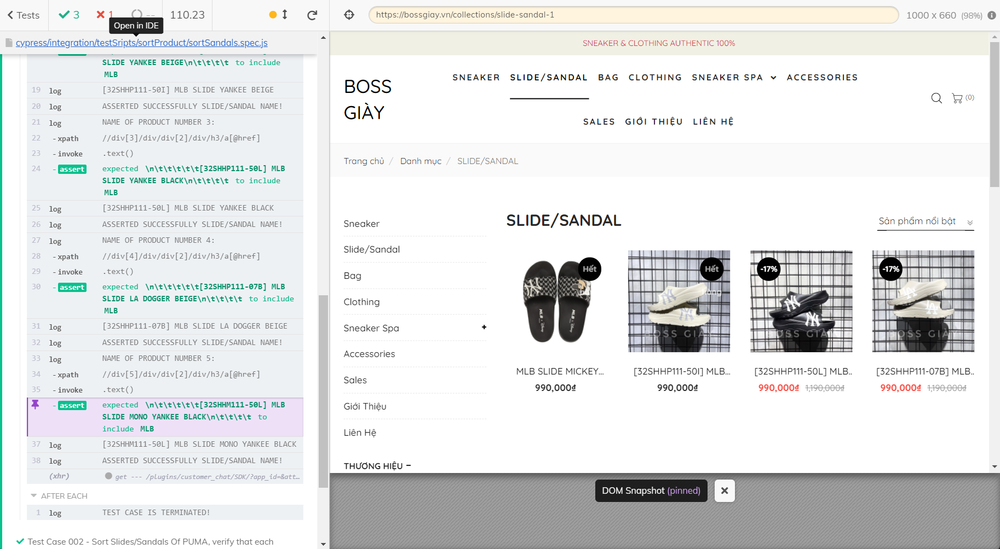 Tests
3
1
--
110.23
https://bossgiay.vn/collections/slide-sandal-1
1000 x 660 (98%)
Open in IDE
cypress/integration/testSripts/sortProduct/sortSandals.spec.js
SLIDE YANKEE BEIGE\n\t\t\t\t to include
MLB
19 log [32SHHP111-50I] MLB SLIDE YANKEE BEIGE
20 log ASSERTED SUCCESSFULLY SLIDE/SANDAL NAME!
21 log NAME OF PRODUCT NUMBER 3:
22 -xpath //div[3]/div/div[2]/div/h3/a[@href]
23 -invoke .text()
24 -assert expected \n\t\t\t\t\t[32SHHP111-50L] MLB
SLIDE YANKEE BLACK\n\t\t\t\t to include
MLB
25 log [32SHHP111-50L] MLB SLIDE YANKEE BLACK
26 log ASSERTED SUCCESSFULLY SLIDE/SANDAL NAME!
27 log NAME OF PRODUCT NUMBER 4:
28 -xpath //div[4]/div/div[2]/div/h3/a[@href]
29 -invoke .text()
30 -assert expected \n\t\t\t\t\t[32SHHP111-07B] MLB
SLIDE LA DOGGER BEIGE\n\t\t\t\t to include
MLB
31 log [32SHHP111-07B] MLB SLIDE LA DOGGER BEIGE
32 log ASSERTED SUCCESSFULLY SLIDE/SANDAL NAME!
33 log NAME OF PRODUCT NUMBER 5:
34 -xpath //div[5]/div/div[2]/div/h3/a[@href]
35 -invoke .text()
-assert expected \n\t\t\t\t\t[32SHHM111-50L] MLB
SLIDE MONO YANKEE BLACK\n\t\t\t\t to
include MLB
37 log [32SHHM111-50L] MLB SLIDE MONO YANKEE BLACK
38 log ASSERTED SUCCESSFULLY SLIDE/SANDAL NAME!
(xhr) get --- /plugins/customer_chat/SDK/?app_id=&att…
AFTER EACH
1 log TEST CASE IS TERMINATED!
Test Case 002 - Sort Slides/Sandals Of PUMA, verify that each
SNEAKER & CLOTHING AUTHENTIC 100%
BOSS
GIÀY
SNEAKER SLIDE/SANDAL BAG CLOTHING SNEAKER SPA ACCESSORIES
SALES GIỚI THIỆU LIÊN HỆ
(0)
Trang chủ / Danh mục / SLIDE/SANDAL
Sneaker
Slide/Sandal
Bag
Clothing
Sneaker Spa +
Accessories
Sales
Giới Thiệu
Liên Hệ
THƯƠNG HIỆU −
SLIDE/SANDAL
Sản phẩm nổi bật
Hết
MLB SLIDE MICKEY...
990,000₫
Hết
hàng
BOSS GIÀY
[32SHHP111-50I] MLB...
990,000₫
-17%
BOSS GIÀY
[32SHHP111-50L] MLB..
990,000₫ 1,190,000₫
-17%
BOSS GIÀY
[32SHHP111-07B] MLB..
990,000₫ 1,190,000₫
DOM Snapshot (pinned)